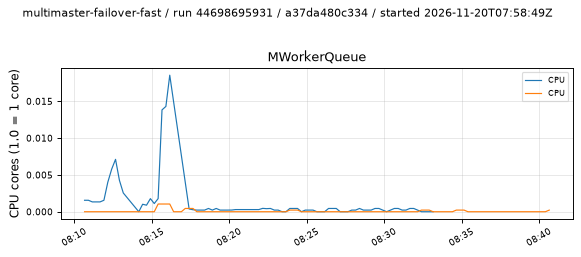 multimaster-failover-fast / run 44698695931 / a37da480c334 / started 2026-11-20T07:58:49Z
MWorkerQueue
CPU cores (1.0 = 1 core)
0.015
0.010
0.005
0.000
CPU
CPU
08:10
08:15
08:20
08:25
08:30
08:35
08:40